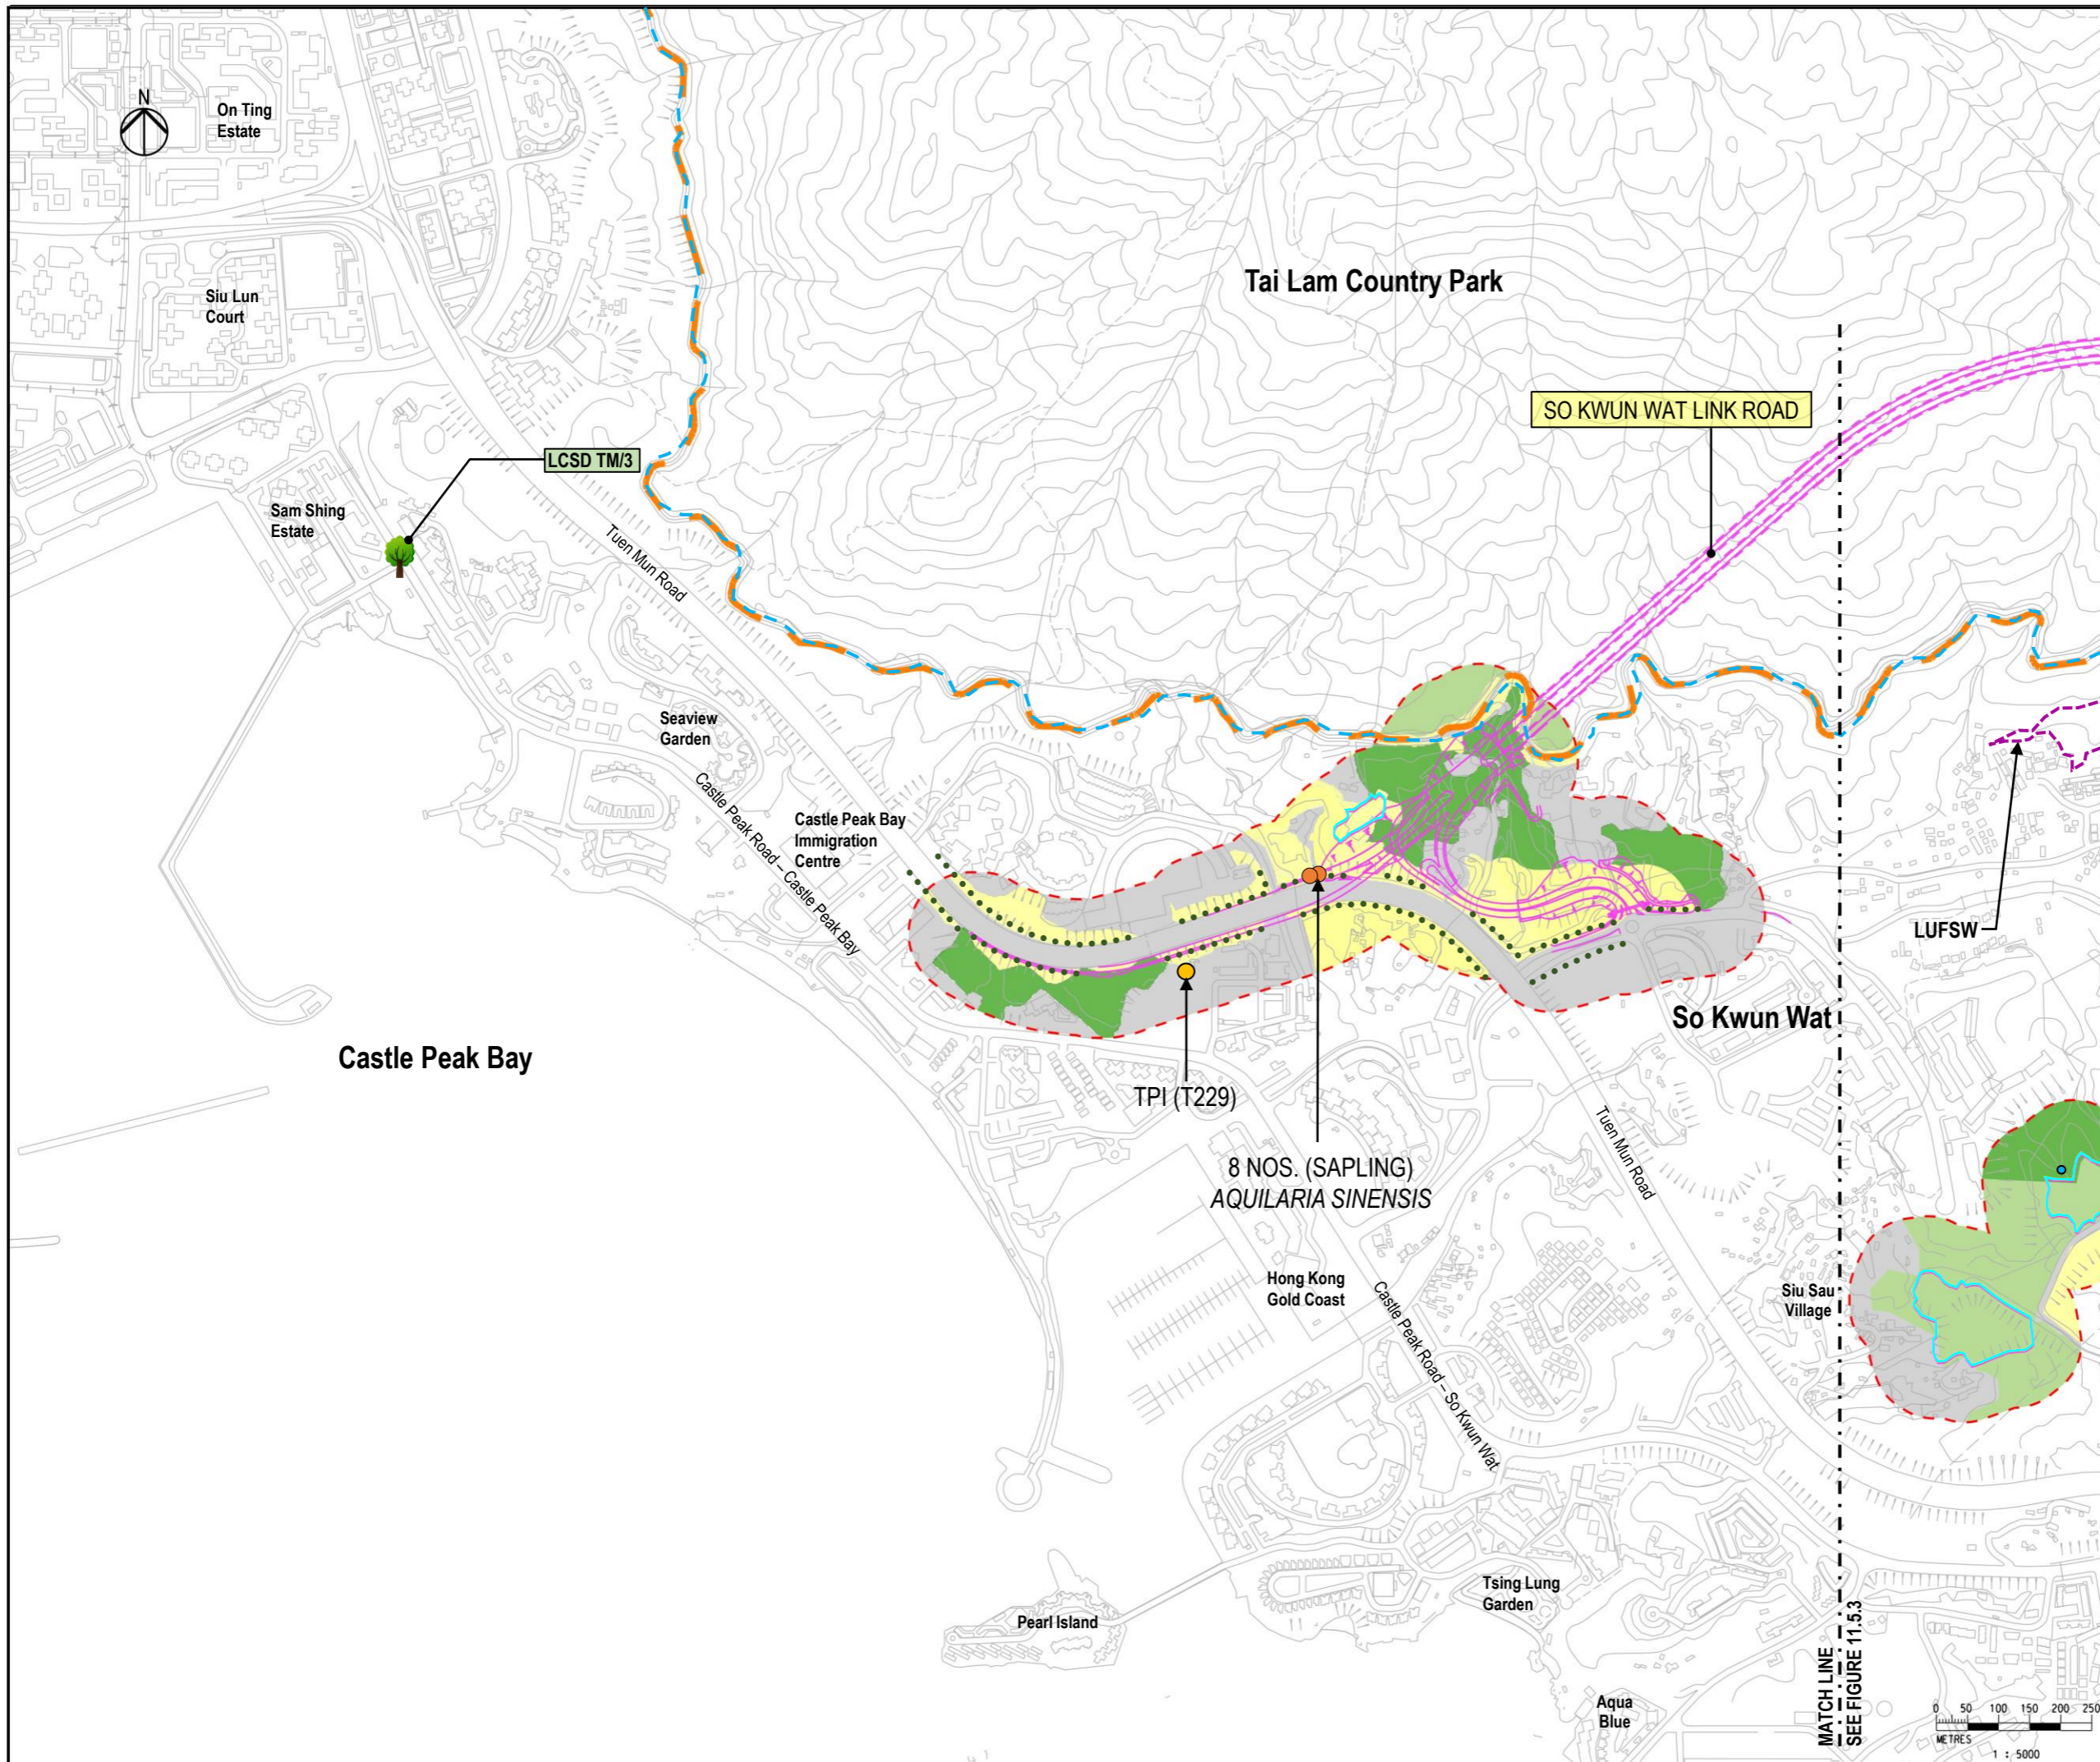 N
On Ting
Estate
Siu Lun
Court
Tai Lam Country Park
SO KWUN WAT LINK ROAD
LCSD TM/3
Sam Shing
Estate
Tuen Mun Road
Seaview
Garden
Castle Peak Road – Castle Peak Bay
Castle Peak Bay
Immigration
Centre
LUFSW
So Kwun Wat
Castle Peak Bay
TPI (T229)
8 NOS. (SAPLING)
AQUILARIA SINENSIS
Tuen Mun Road
Hong Kong
Gold Coast
Castle Peak Road – So Kwun Wat
Siu Sau
Village
Tsing Lung
Garden
Pearl Island
Aqua
Blue
MATCH LINE
SEE FIGURE 11.5.3
0 50 100 150 200 250
METRES
1 : 5000